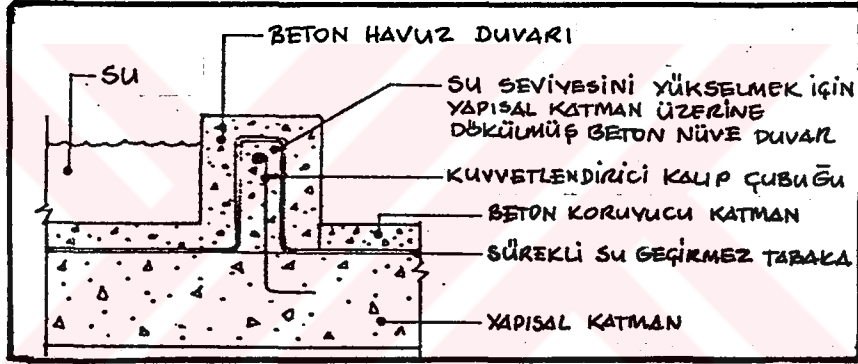 BETON HAVUZ DUVARI
SU
SU SEVİYESİNİ YÜKSELMEK İÇİN
YAPISAL KATMAN ÜZERİNE
DÖKÜLMÜŞ BETON NÜVE DUVAR
KUVVETLENDİRİCİ KALIP ÇUBUĞU
BETON KORUYUCU KATMAN
SÜREKLİ SU GEÇİRMEZ TABAKA
YAPISAL KATMAN